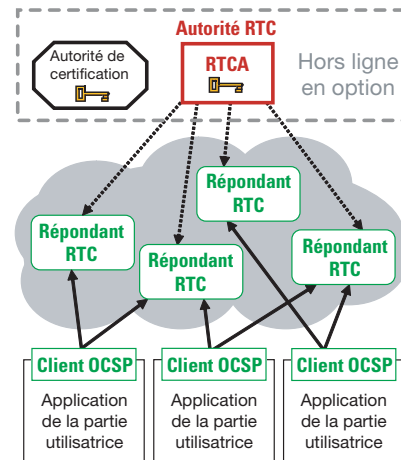 Autorité RTC
Autorité de
certification
RTCA
Hors ligne
en option
Répondant
RTC
Répondant
RTC
Répondant
RTC
Répondant
RTC
Client OCSP
Application
de la partie
utilisatrice
Client OCSP
Application
de la partie
utilisatrice
Client OCSP
Application
de la partie
utilisatrice